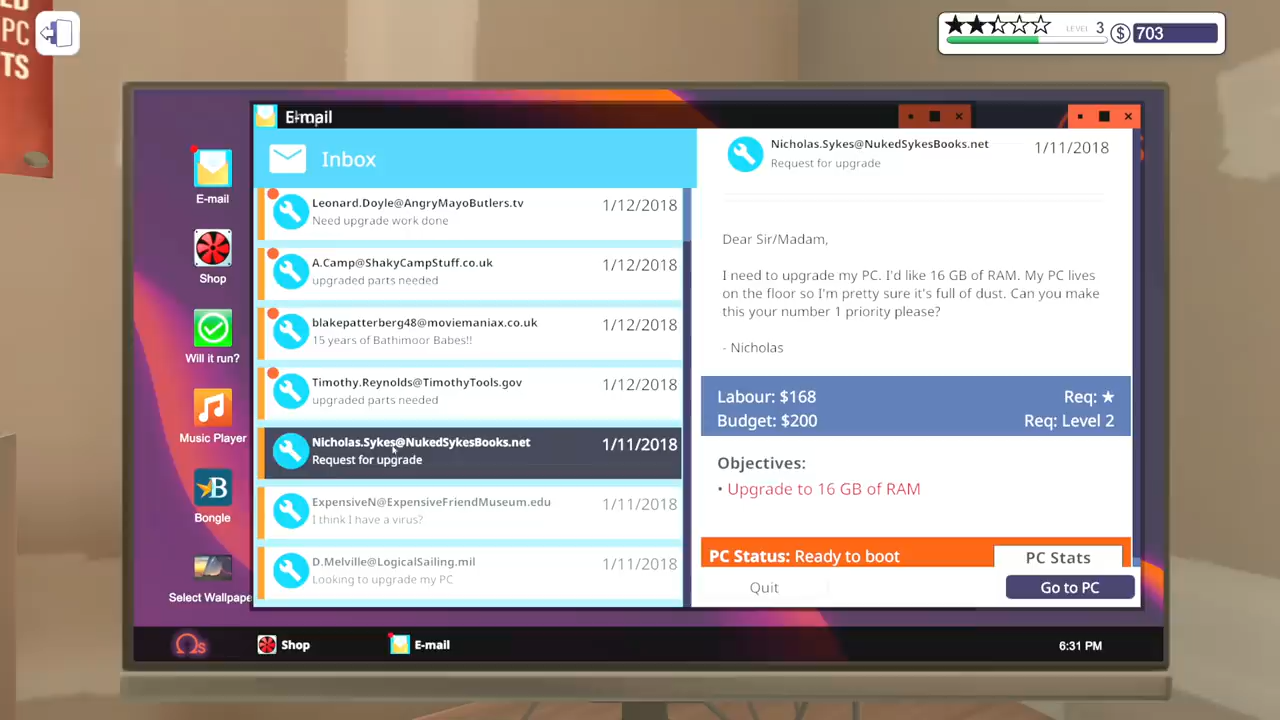 PC
TS
LEVEL 3
$ 703
E-mail
Inbox
Leonard.Doyle@AngryMayoButlers.tv 1/12/2018
Need upgrade work done
A.Camp@ShakyCampStuff.co.uk 1/12/2018
upgraded parts needed
blakepatterberg48@moviemaniax.co.uk 1/12/2018
15 years of Bathimoor Babes!!
Timothy.Reynolds@TimothyTools.gov 1/12/2018
upgraded parts needed
Nicholas.Sykes@NukedSykesBooks.net 1/11/2018
Request for upgrade
ExpensiveN@ExpensiveFriendMuseum.edu 1/11/2018
I think I have a virus?
D.Melville@LogicalSailing.mil 1/11/2018
Looking to upgrade my PC
Nicholas.Sykes@NukedSykesBooks.net 1/11/2018
Request for upgrade
Dear Sir/Madam,
I need to upgrade my PC. I'd like 16 GB of RAM. My PC lives
on the floor so I'm pretty sure it's full of dust. Can you make
this your number 1 priority please?
- Nicholas
Labour: $168 Req: ★
Budget: $200 Req: Level 2
Objectives:
• Upgrade to 16 GB of RAM
PC Status: Ready to boot PC Stats
Quit Go to PC
E-mail
Shop
Will it run?
Music Player
Bongle
Select Wallpape
Ωs Shop E-mail 6:31 PM